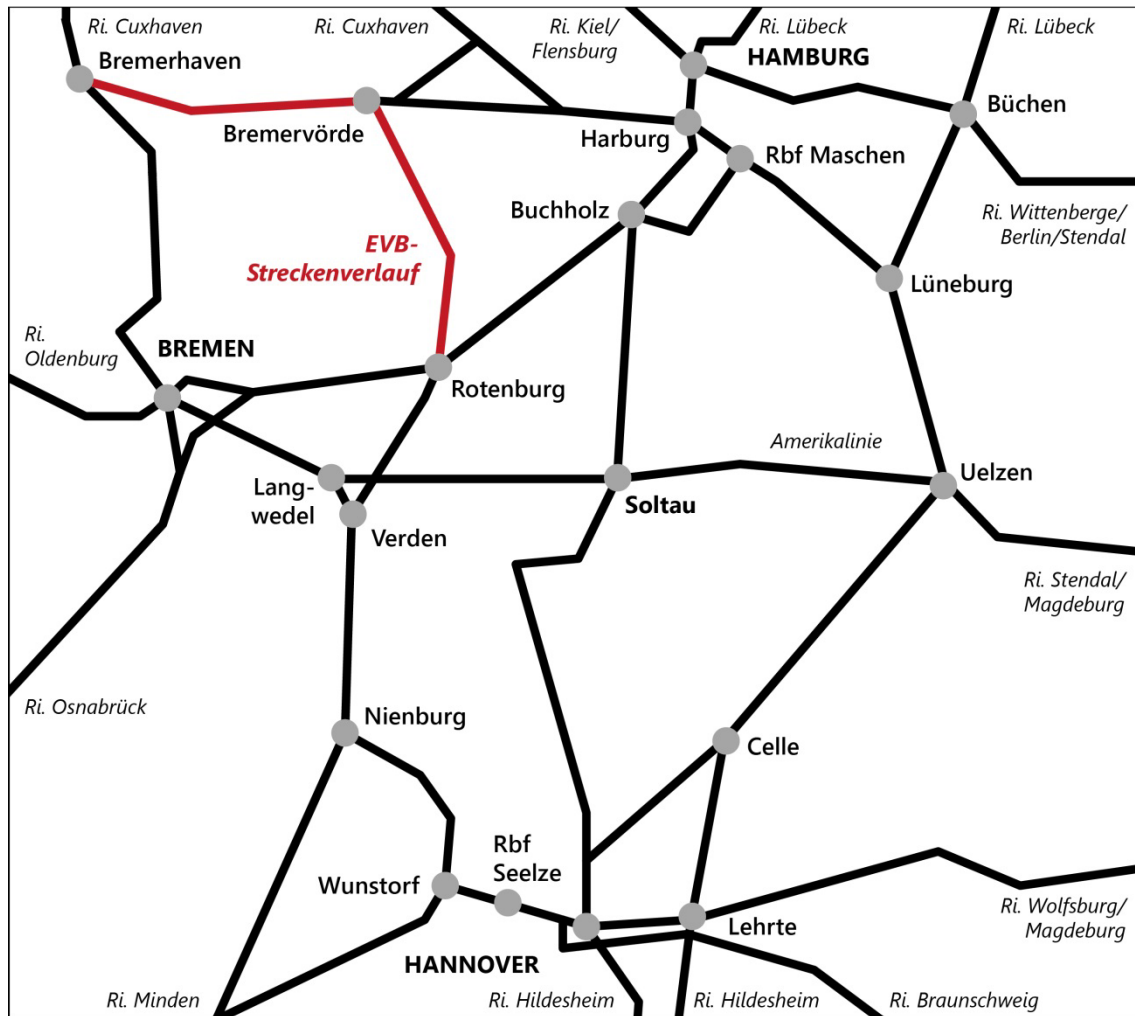 Ri. Cuxhaven
Ri. Cuxhaven
Ri. Kiel/
Flensburg
Ri. Lübeck
Ri. Lübeck
Bremerhaven
HAMBURG
Büchen
Bremervörde
Harburg
Rbf Maschen
Buchholz
Ri. Wittenberge/
Berlin/Stendal
EVB-
Streckenverlauf
Lüneburg
Ri.
Oldenburg
BREMEN
Rotenburg
Amerikalinie
Uelzen
Lang-
wedel
Soltau
Verden
Ri. Stendal/
Magdeburg
Ri. Osnabrück
Nienburg
Celle
Rbf
Seelze
Wunstorf
Lehrte
Ri. Wolfsburg/
Magdeburg
HANNOVER
Ri. Minden
Ri. Hildesheim
Ri. Hildesheim
Ri. Braunschweig